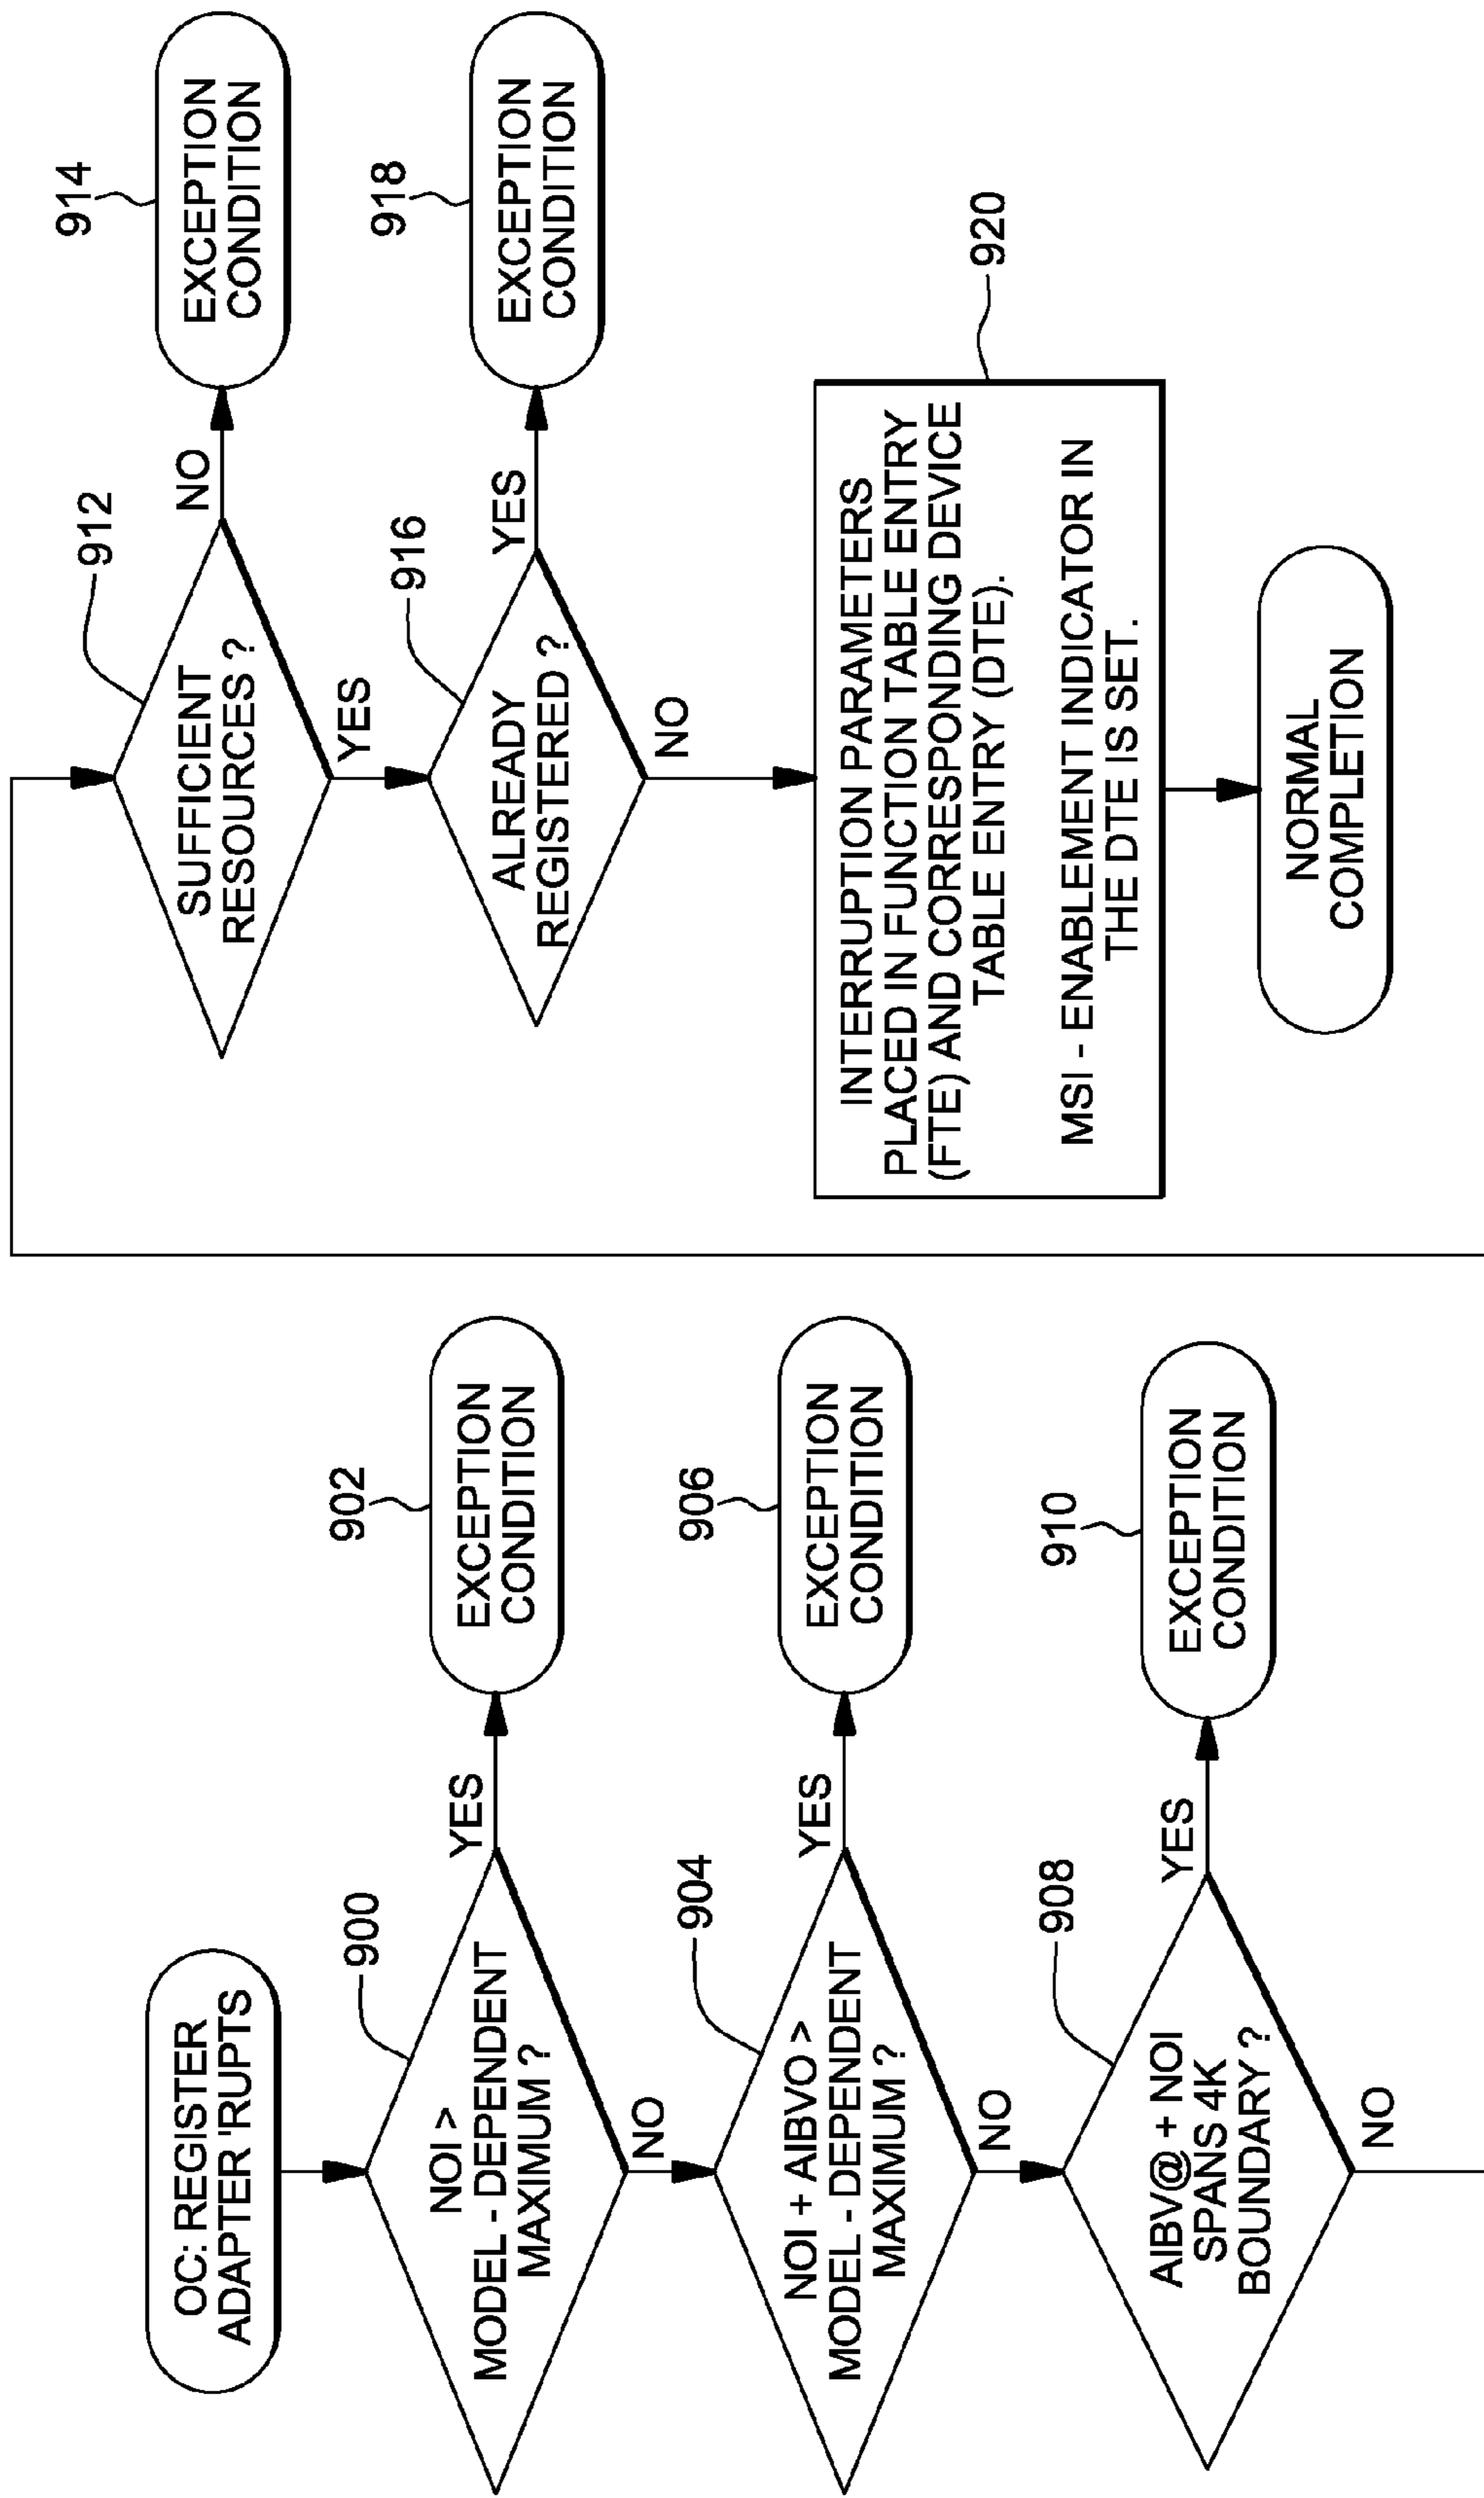 OC: REGISTER
ADAPTER 'RUPTS
900
NOI >
MODEL - DEPENDENT
MAXIMUM ?
YES
902
EXCEPTION
CONDITION
NO
904
NOI + AIBVO >
MODEL - DEPENDENT
MAXIMUM ?
YES
906
EXCEPTION
CONDITION
NO
908
AIBV@ + NOI
SPANS 4K
BOUNDARY ?
YES
910
EXCEPTION
CONDITION
NO
912
SUFFICIENT
RESOURCES ?
NO
914
EXCEPTION
CONDITION
YES
916
ALREADY
REGISTERED ?
YES
918
EXCEPTION
CONDITION
NO
920
INTERRUPTION PARAMETERS
PLACED IN FUNCTION TABLE ENTRY
(FTE) AND CORRESPONDING DEVICE
TABLE ENTRY (DTE).
MSI - ENABLEMENT INDICATOR IN
THE DTE IS SET.
NORMAL
COMPLETION